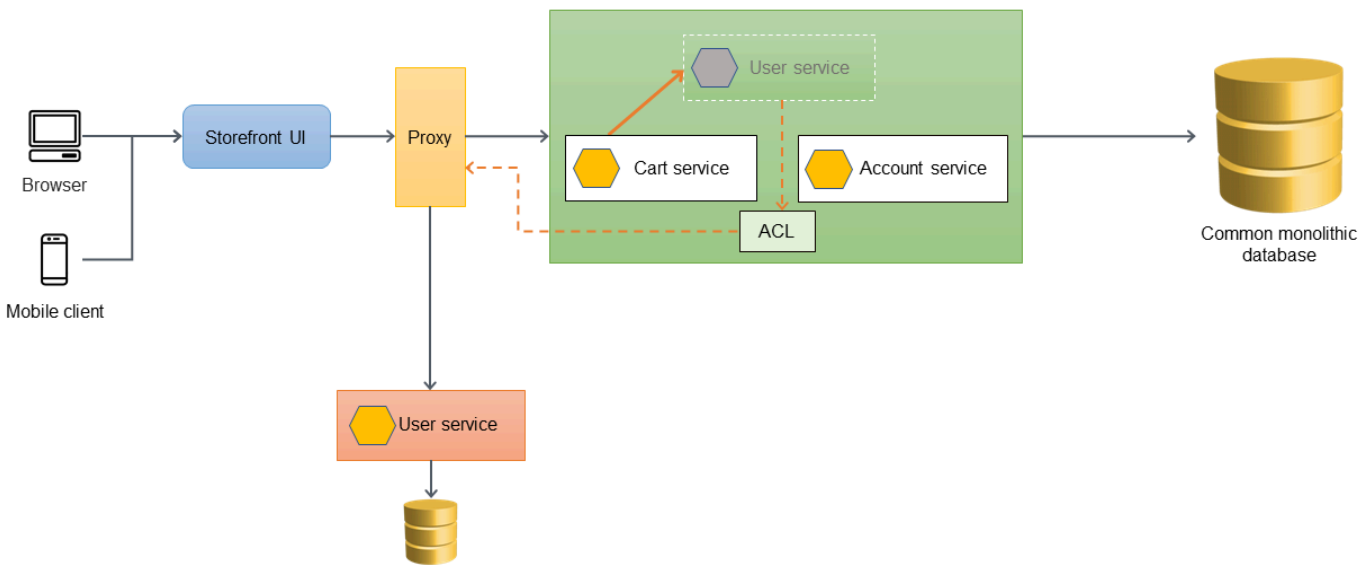 User service
Storefront UI
Proxy
Cart service
Account service
Browser
ACL
Common monolithic
database
Mobile client
User service